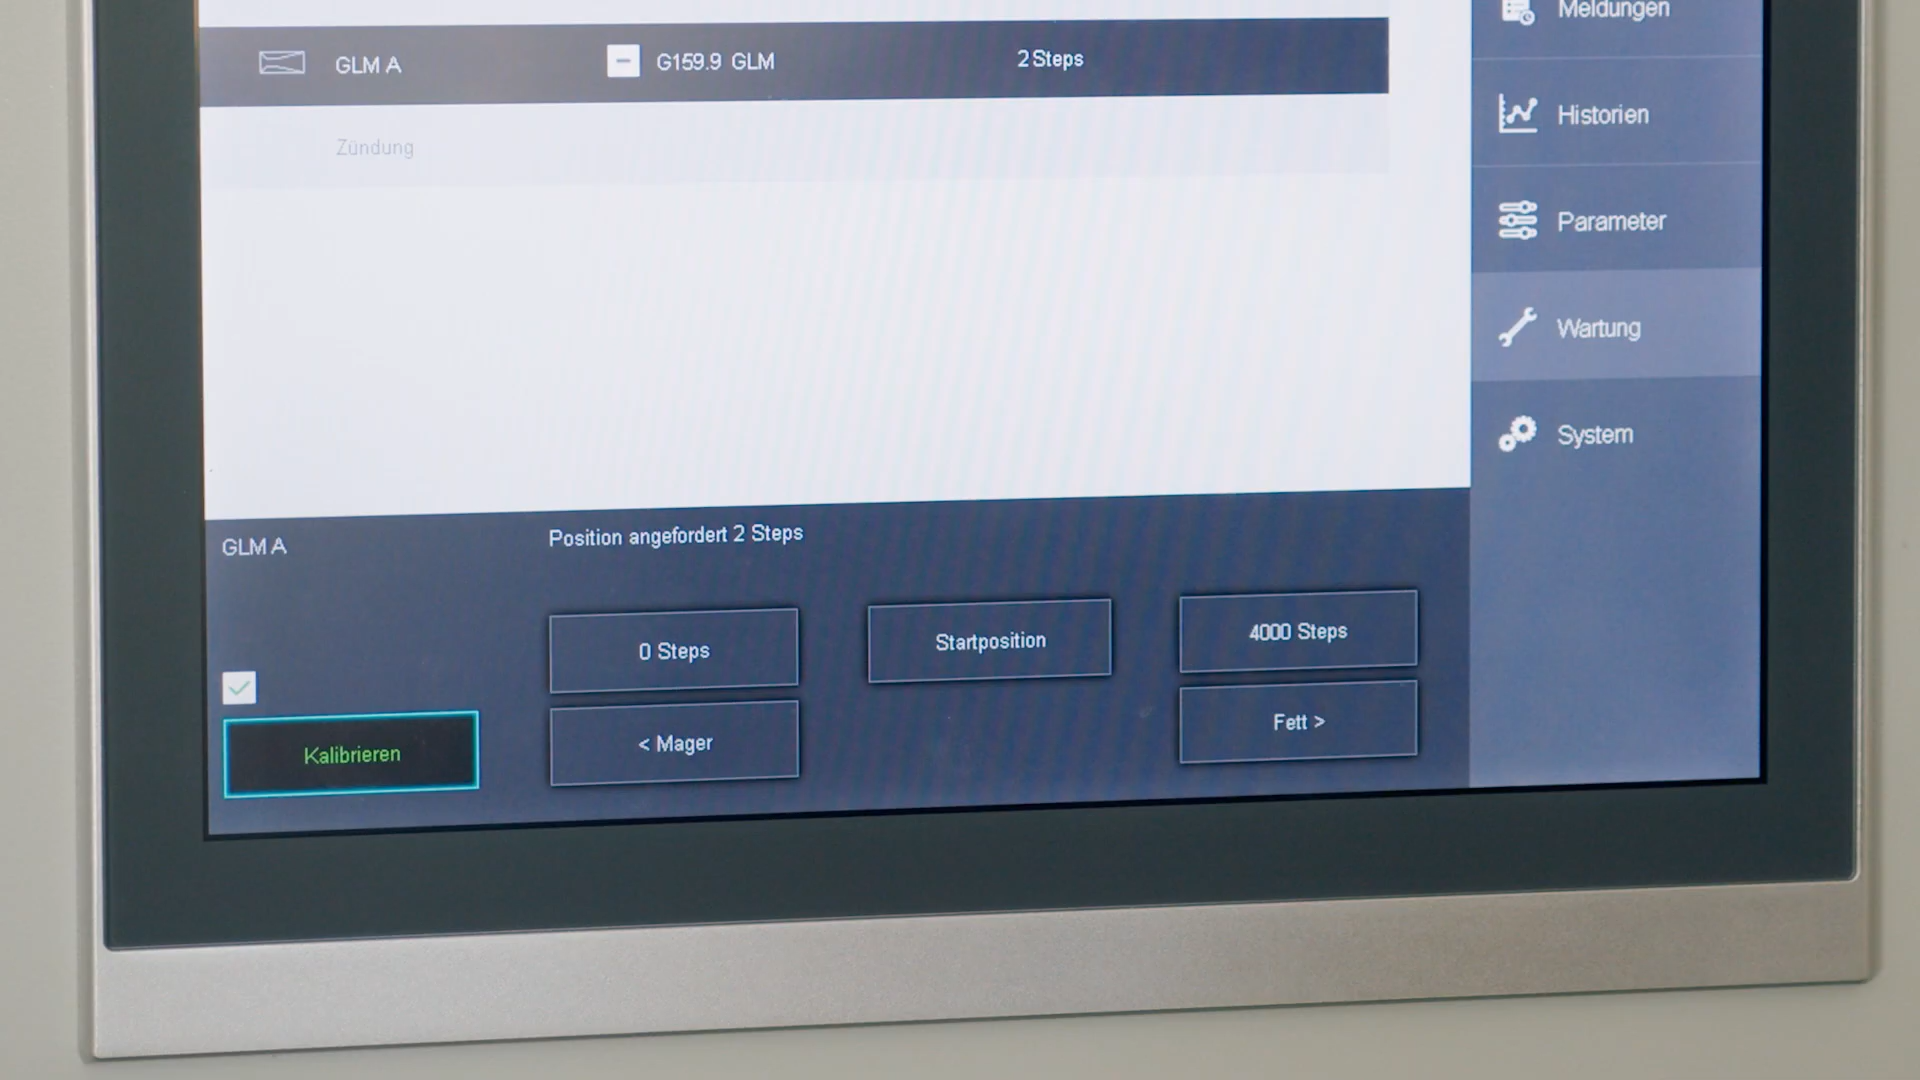 Meldungen
GLM A G159.9 GLM 2 Steps
Historien
Zündung
Parameter
Wartung
System
GLM A Position angefordert 2 Steps
0 Steps Startposition 4000 Steps
Kalibrieren < Mager Fett >